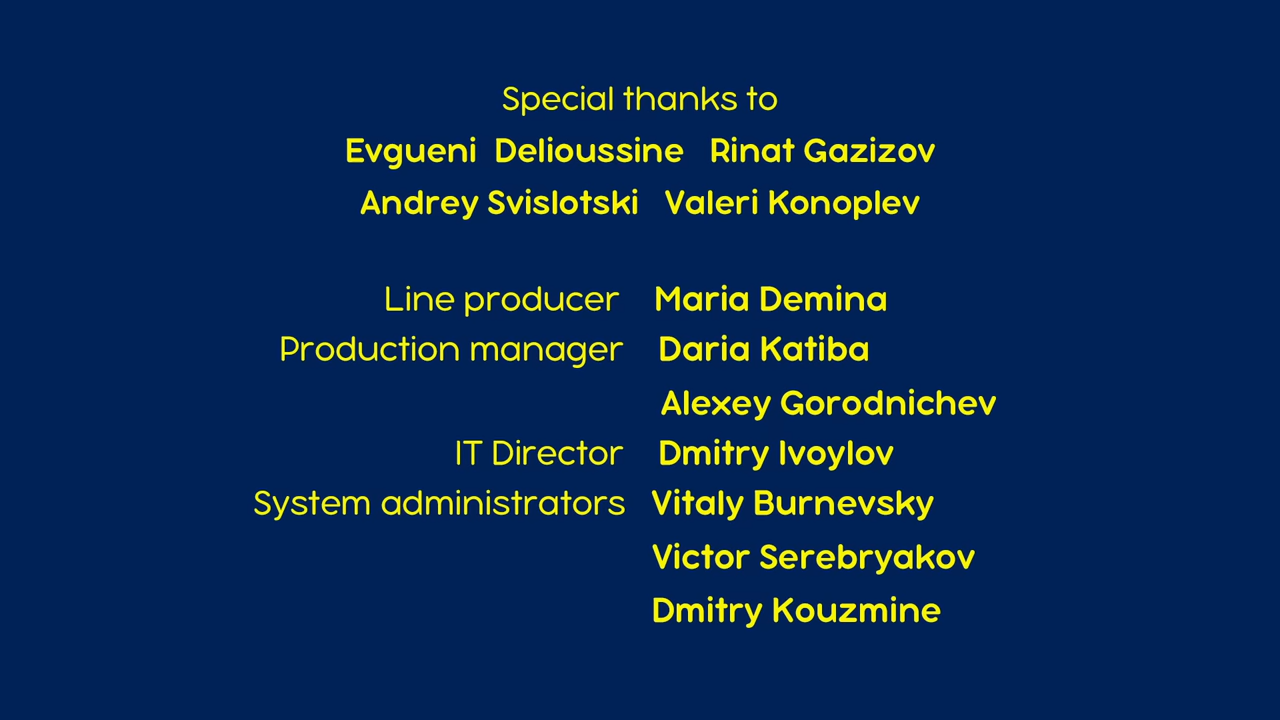 Special thanks to
Evgueni Delioussine Rinat Gazizov
Andrey Svislotski Valeri Konoplev
Line producer Maria Demina
Production manager Daria Katiba
Alexey Gorodnichev
IT Director Dmitry Ivoylov
System administrators Vitaly Burnevsky
Victor Serebryakov
Dmitry Kouzmine